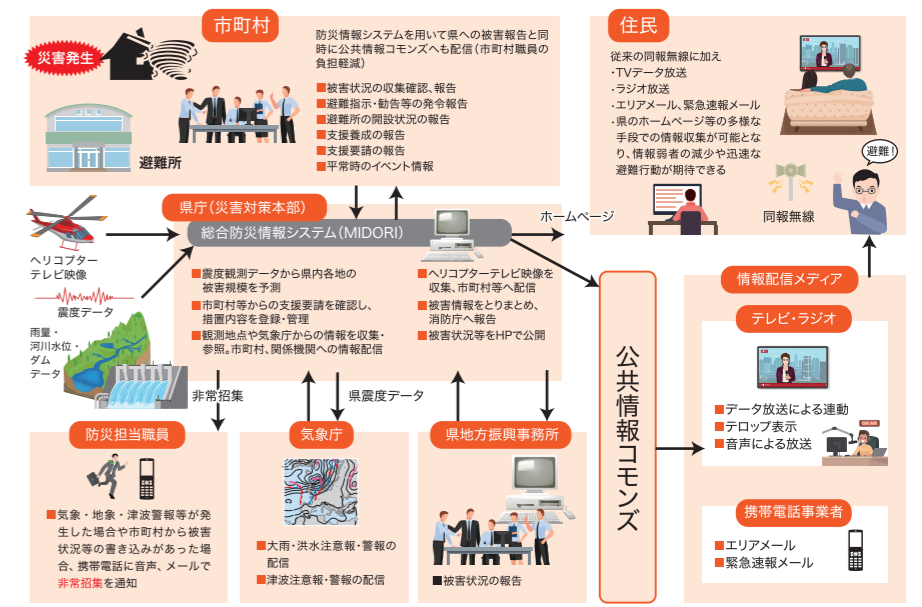 市町村
災害発生
避難所
防災情報システムを用いて県への被害報告と同
時に公共情報コモンズへも配信(市町村職員の
負担軽減)
■被害状況の収集確認、報告
■避難指示・勧告等の発令報告
■避難所の開設状況の報告
■支援養成の報告
■支援要請の報告
■平常時のイベント情報
住民
従来の同報無線に加え
・TVデータ放送
・ラジオ放送
・エリアメール、緊急速報メール
・県のホームページ等の多様な
手段での情報収集が可能とな
り、情報弱者の減少や迅速な
避難行動が期待できる
避難!
同報無線
ヘリコプター
テレビ映像
震度データ
雨量・
河川水位・
ダム
データ
県庁(災害対策本部)
総合防災情報システム(MIDORI)
■震度観測データから県内各地の
被害規模を予測
■市町村等からの支援要請を確認し、
措置内容を登録・管理
■観測地点や気象庁からの情報を収集・
参照。市町村、関係機関への情報配信
■ヘリコプターテレビ映像を
収集、市町村等へ配信
■被害情報をとりまとめ、
消防庁へ報告
■被害状況等をHPで公開
ホームページ
非常招集
県震度データ
防災担当職員
■気象・地象・津波警報等が発
生した場合や市町村から被害
状況等の書き込みがあった場
合、携帯電話に音声、メールで
非常招集を通知
気象庁
■大雨・洪水注意報・警報の
配信
■津波注意報・警報の配信
県地方振興事務所
■被害状況の報告
公共情報コモンズ
情報配信メディア
テレビ・ラジオ
■データ放送による連動
■テロップ表示
■音声による放送
ON AIR
携帯電話事業者
■エリアメール
■緊急速報メール